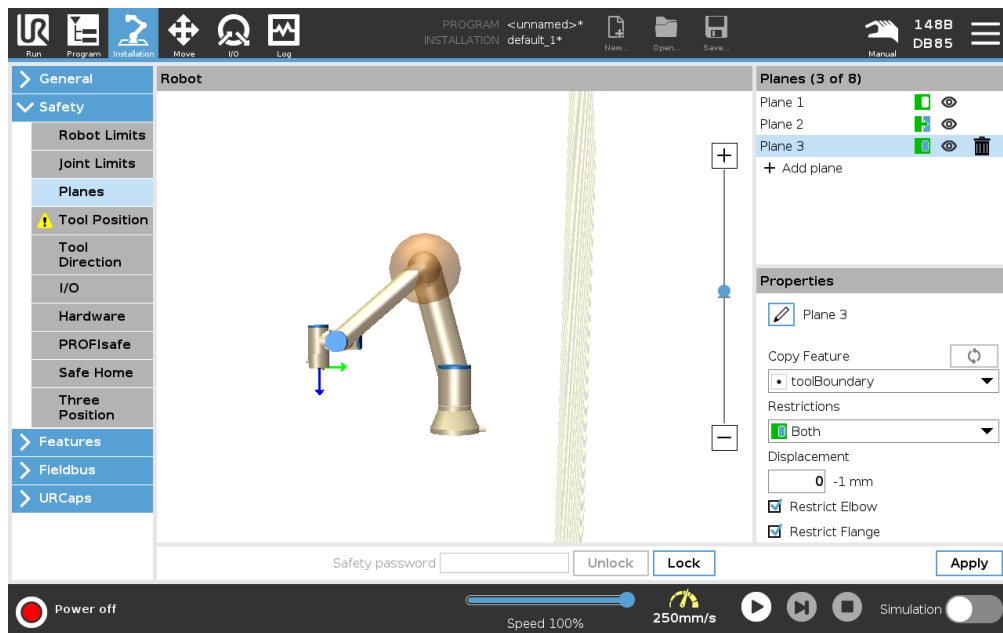 UR
PROGRAM <unnamed>*
INSTALLATION default_1*
148B
DB85
Run Program Installation Move I/O Log New... Open... Save... Manual
General
Safety
Robot Limits
Joint Limits
Planes
Tool Position
Tool
Direction
I/O
Hardware
PROFIsafe
Safe Home
Three
Position
Features
Fieldbus
URCaps
Robot
+
−
Planes (3 of 8)
Plane 1
Plane 2
Plane 3
+ Add plane
Properties
Plane 3
Copy Feature
toolBoundary
Restrictions
Both
Displacement
0 -1 mm
Restrict Elbow
Restrict Flange
Safety password Unlock Lock Apply
Power off
Speed 100%
250mm/s
Simulation